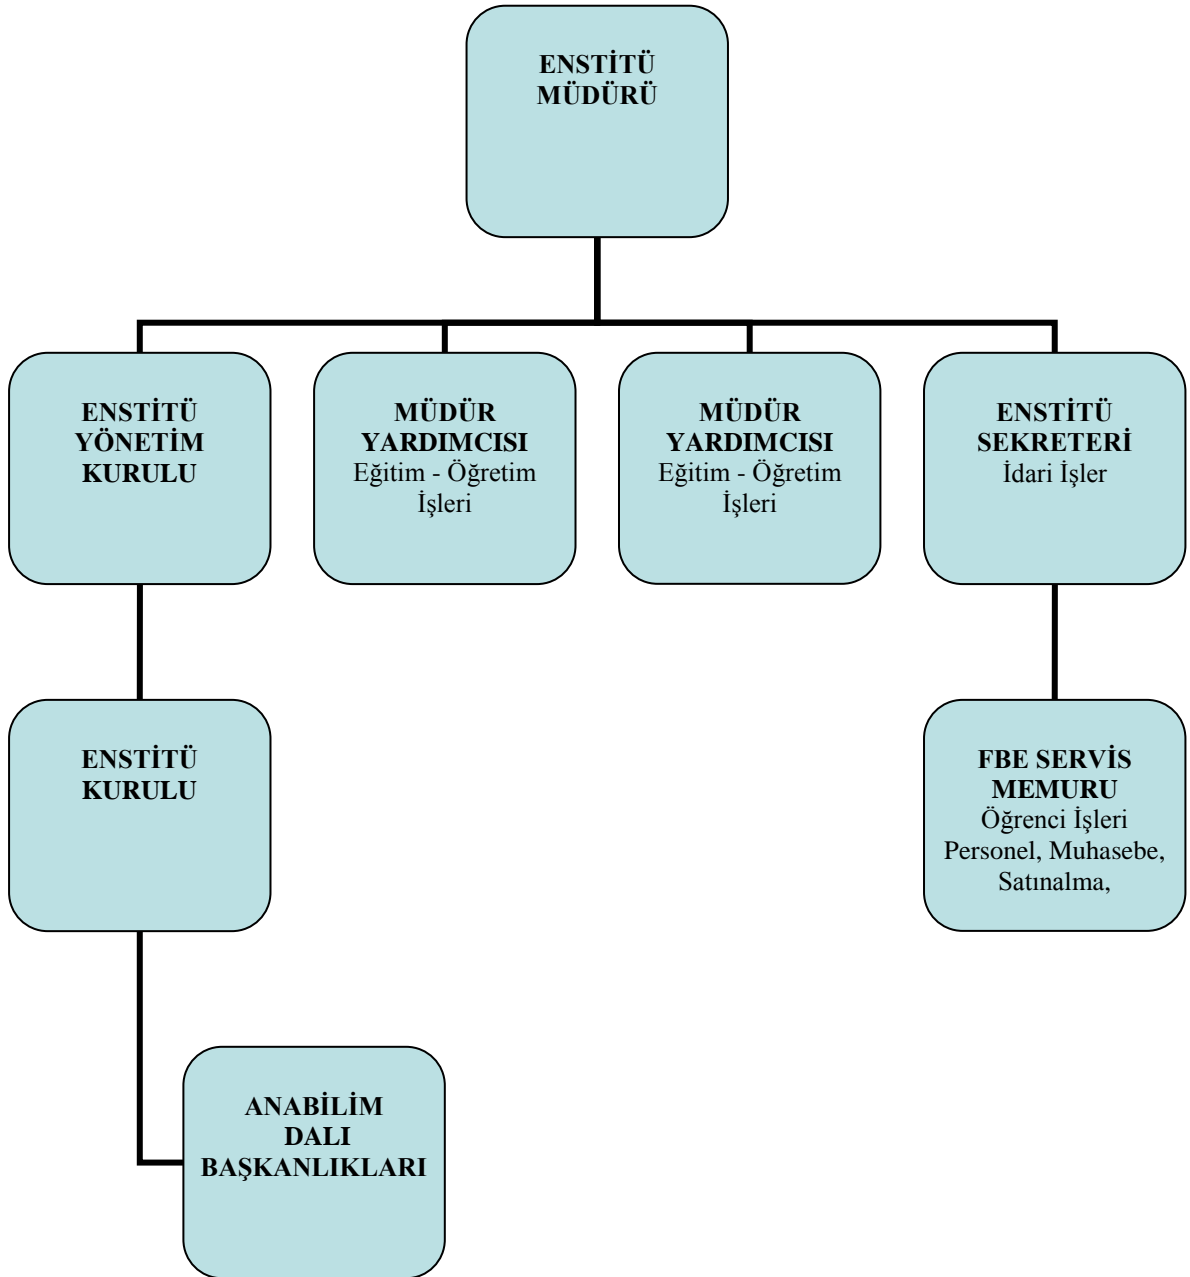 ENSTİTÜ
MÜDÜRÜ
ENSTİTÜ
YÖNETİM
KURULU
MÜDÜR
YARDIMCISI
Eğitim - Öğretim
İşleri
MÜDÜR
YARDIMCISI
Eğitim - Öğretim
İşleri
ENSTİTÜ
SEKRETERİ
İdari İşler
ENSTİTÜ
KURULU
FBE SERVİS
MEMURU
Öğrenci İşleri
Personel, Muhasebe,
Satınalma,
ANABİLİM
DALI
BAŞKANLIKLARI